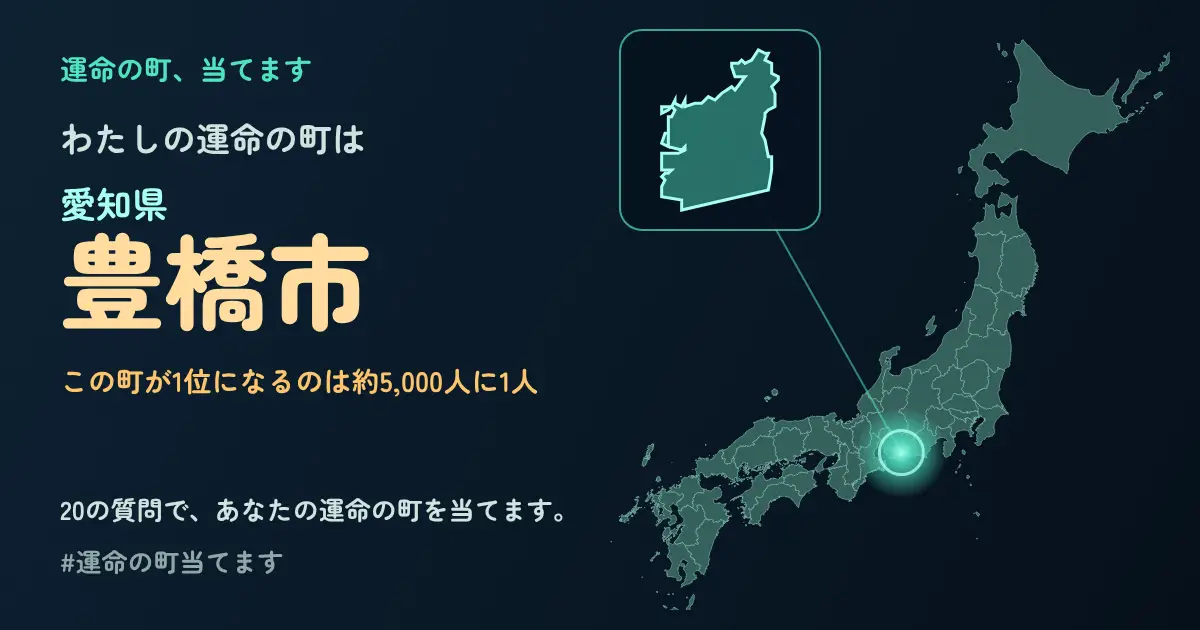 運命の町、当てます
わたしの運命の町は
愛知県
豊橋市
この町が1位になるのは約5,000人に1人
20の質問で、あなたの運命の町を当てます。
#運命の町当てます